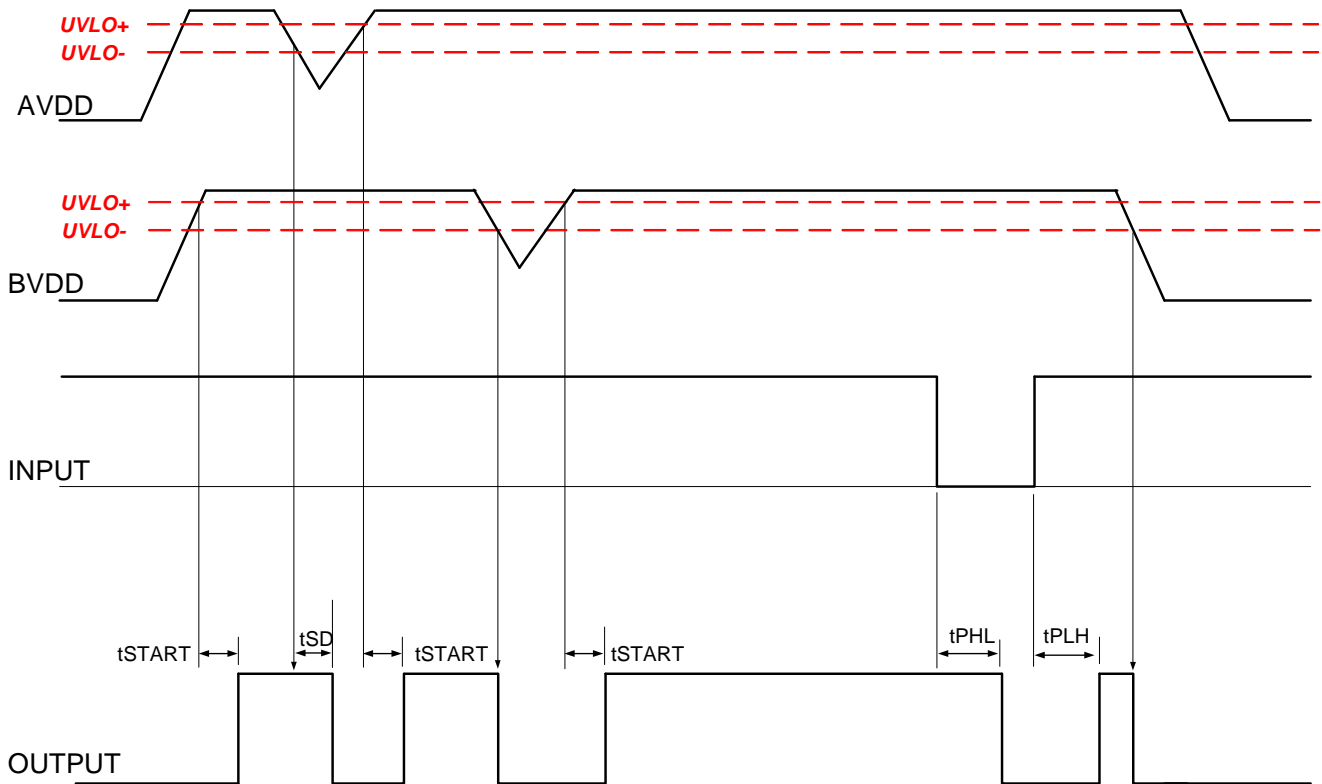 UVLO+
UVLO-
AVDD
UVLO+
UVLO-
BVDD
INPUT
tSTART
tSD
tSTART
tSTART
tPHL
tPLH
OUTPUT